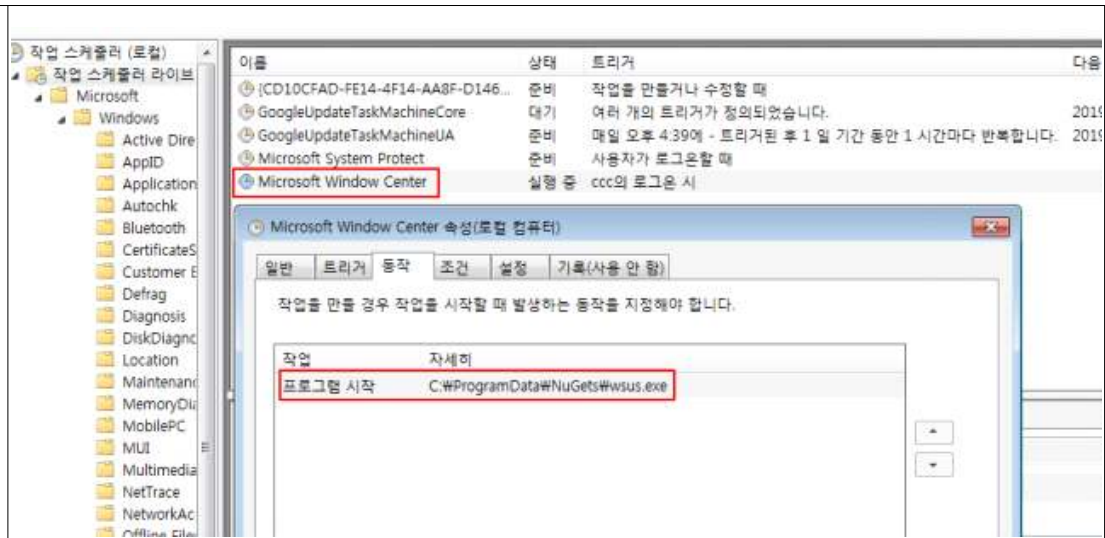 작업 스케줄러 (로컬)
작업 스케줄러 라이브
Microsoft
Windows
Active Dire
AppID
Application
Autochk
Bluetooth
CertificateS
Customer E
Defrag
Diagnosis
DiskDiagnc
Location
Maintenanc
MemoryDia
MobilePC
MUI
Multimedia
NetTrace
NetworkAc
Offline Files
이름 상태 트리거 다음
{CD10CFAD-FE14-4F14-AA8F-D146... 준비 작업을 만들거나 수정할 때
GoogleUpdateTaskMachineCore 대기 여러 개의 트리거가 정의되었습니다. 2019
GoogleUpdateTaskMachineUA 준비 매일 오후 4:39에 - 트리거된 후 1 일 기간 동안 1 시간마다 반복합니다. 2019
Microsoft System Protect 준비 사용자가 로그온할 때
Microsoft Window Center 실행 중 ccc의 로그온 시
Microsoft Window Center 속성(로컬 컴퓨터)
일반 트리거 동작 조건 설정 기록(사용 안 함)
작업을 만들 경우 작업을 시작할 때 발생하는 동작을 지정해야 합니다.
작업 자세히
프로그램 시작 C:₩ProgramData₩NuGets₩wsus.exe